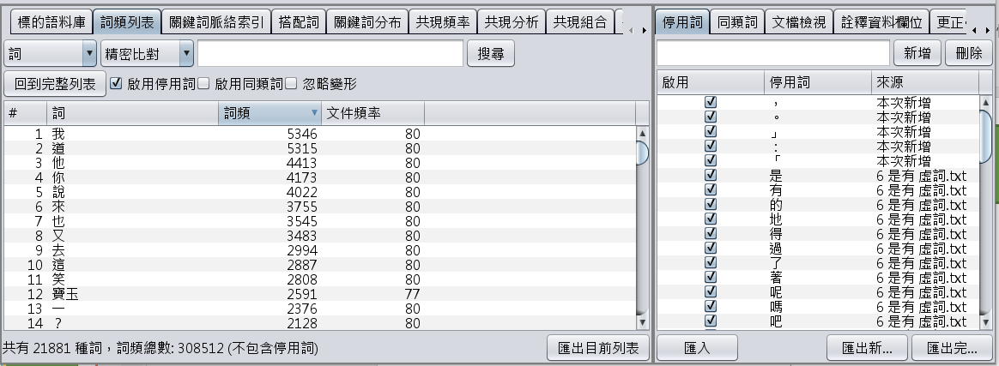 標的語料庫 詞頻列表 關鍵詞脈絡索引 搭配詞 關鍵詞分布 共現頻率 共現分析 共現組合
詞 精密比對 搜尋
回到完整列表 啟用停用詞 啟用同類詞 忽略變形
# 詞 詞頻 文件頻率
1 我 5346 80
2 道 5315 80
3 他 4413 80
4 你 4173 80
5 說 4022 80
6 來 3755 80
7 也 3545 80
8 又 3483 80
9 去 2994 80
10 這 2887 80
11 笑 2808 80
12 寶玉 2591 77
13 一 2376 80
14 ？ 2128 80
共有 21881 種詞，詞頻總數: 308512 (不包含停用詞) 匯出目前列表
停用詞 同類詞 文檔檢視 詮釋資料欄位 更正
新增 刪除
啟用 停用詞 來源
， 本次新增
。 本次新增
」 本次新增
： 本次新增
「 本次新增
是 6 是有 虛詞.txt
有 6 是有 虛詞.txt
的 6 是有 虛詞.txt
地 6 是有 虛詞.txt
得 6 是有 虛詞.txt
過 6 是有 虛詞.txt
了 6 是有 虛詞.txt
著 6 是有 虛詞.txt
呢 6 是有 虛詞.txt
嗎 6 是有 虛詞.txt
吧 6 是有 虛詞.txt
匯入 匯出新... 匯出完...